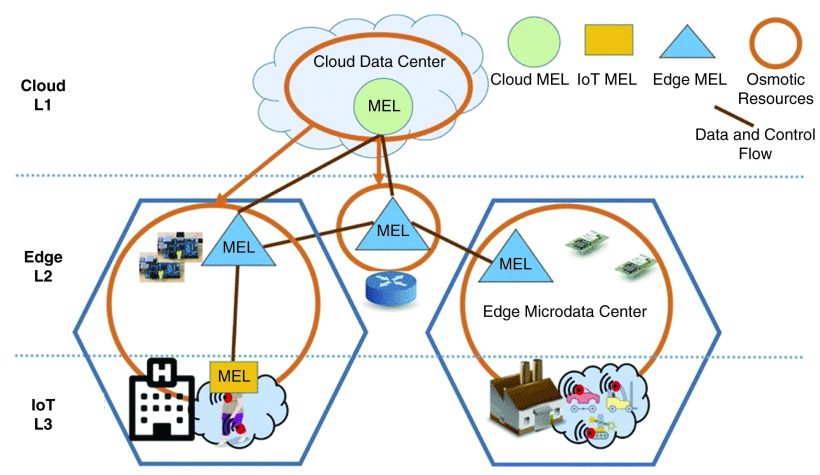 Cloud
L1
Cloud Data Center
MEL
Cloud MEL
IoT MEL
Edge MEL
Osmotic
Resources
Data and Control
Flow
Edge
L2
MEL
MEL
MEL
Edge Microdata Center
IoT
L3
H
MEL